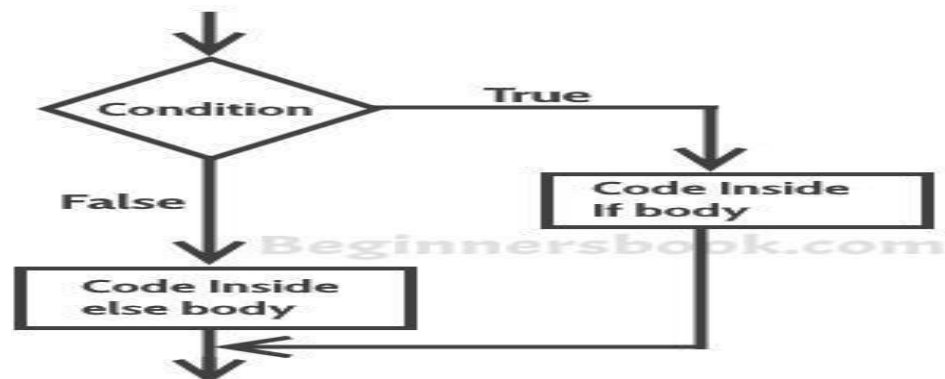 True
Condition
Code Inside
If body
False
Beginnersbook.com
Code Inside
else body